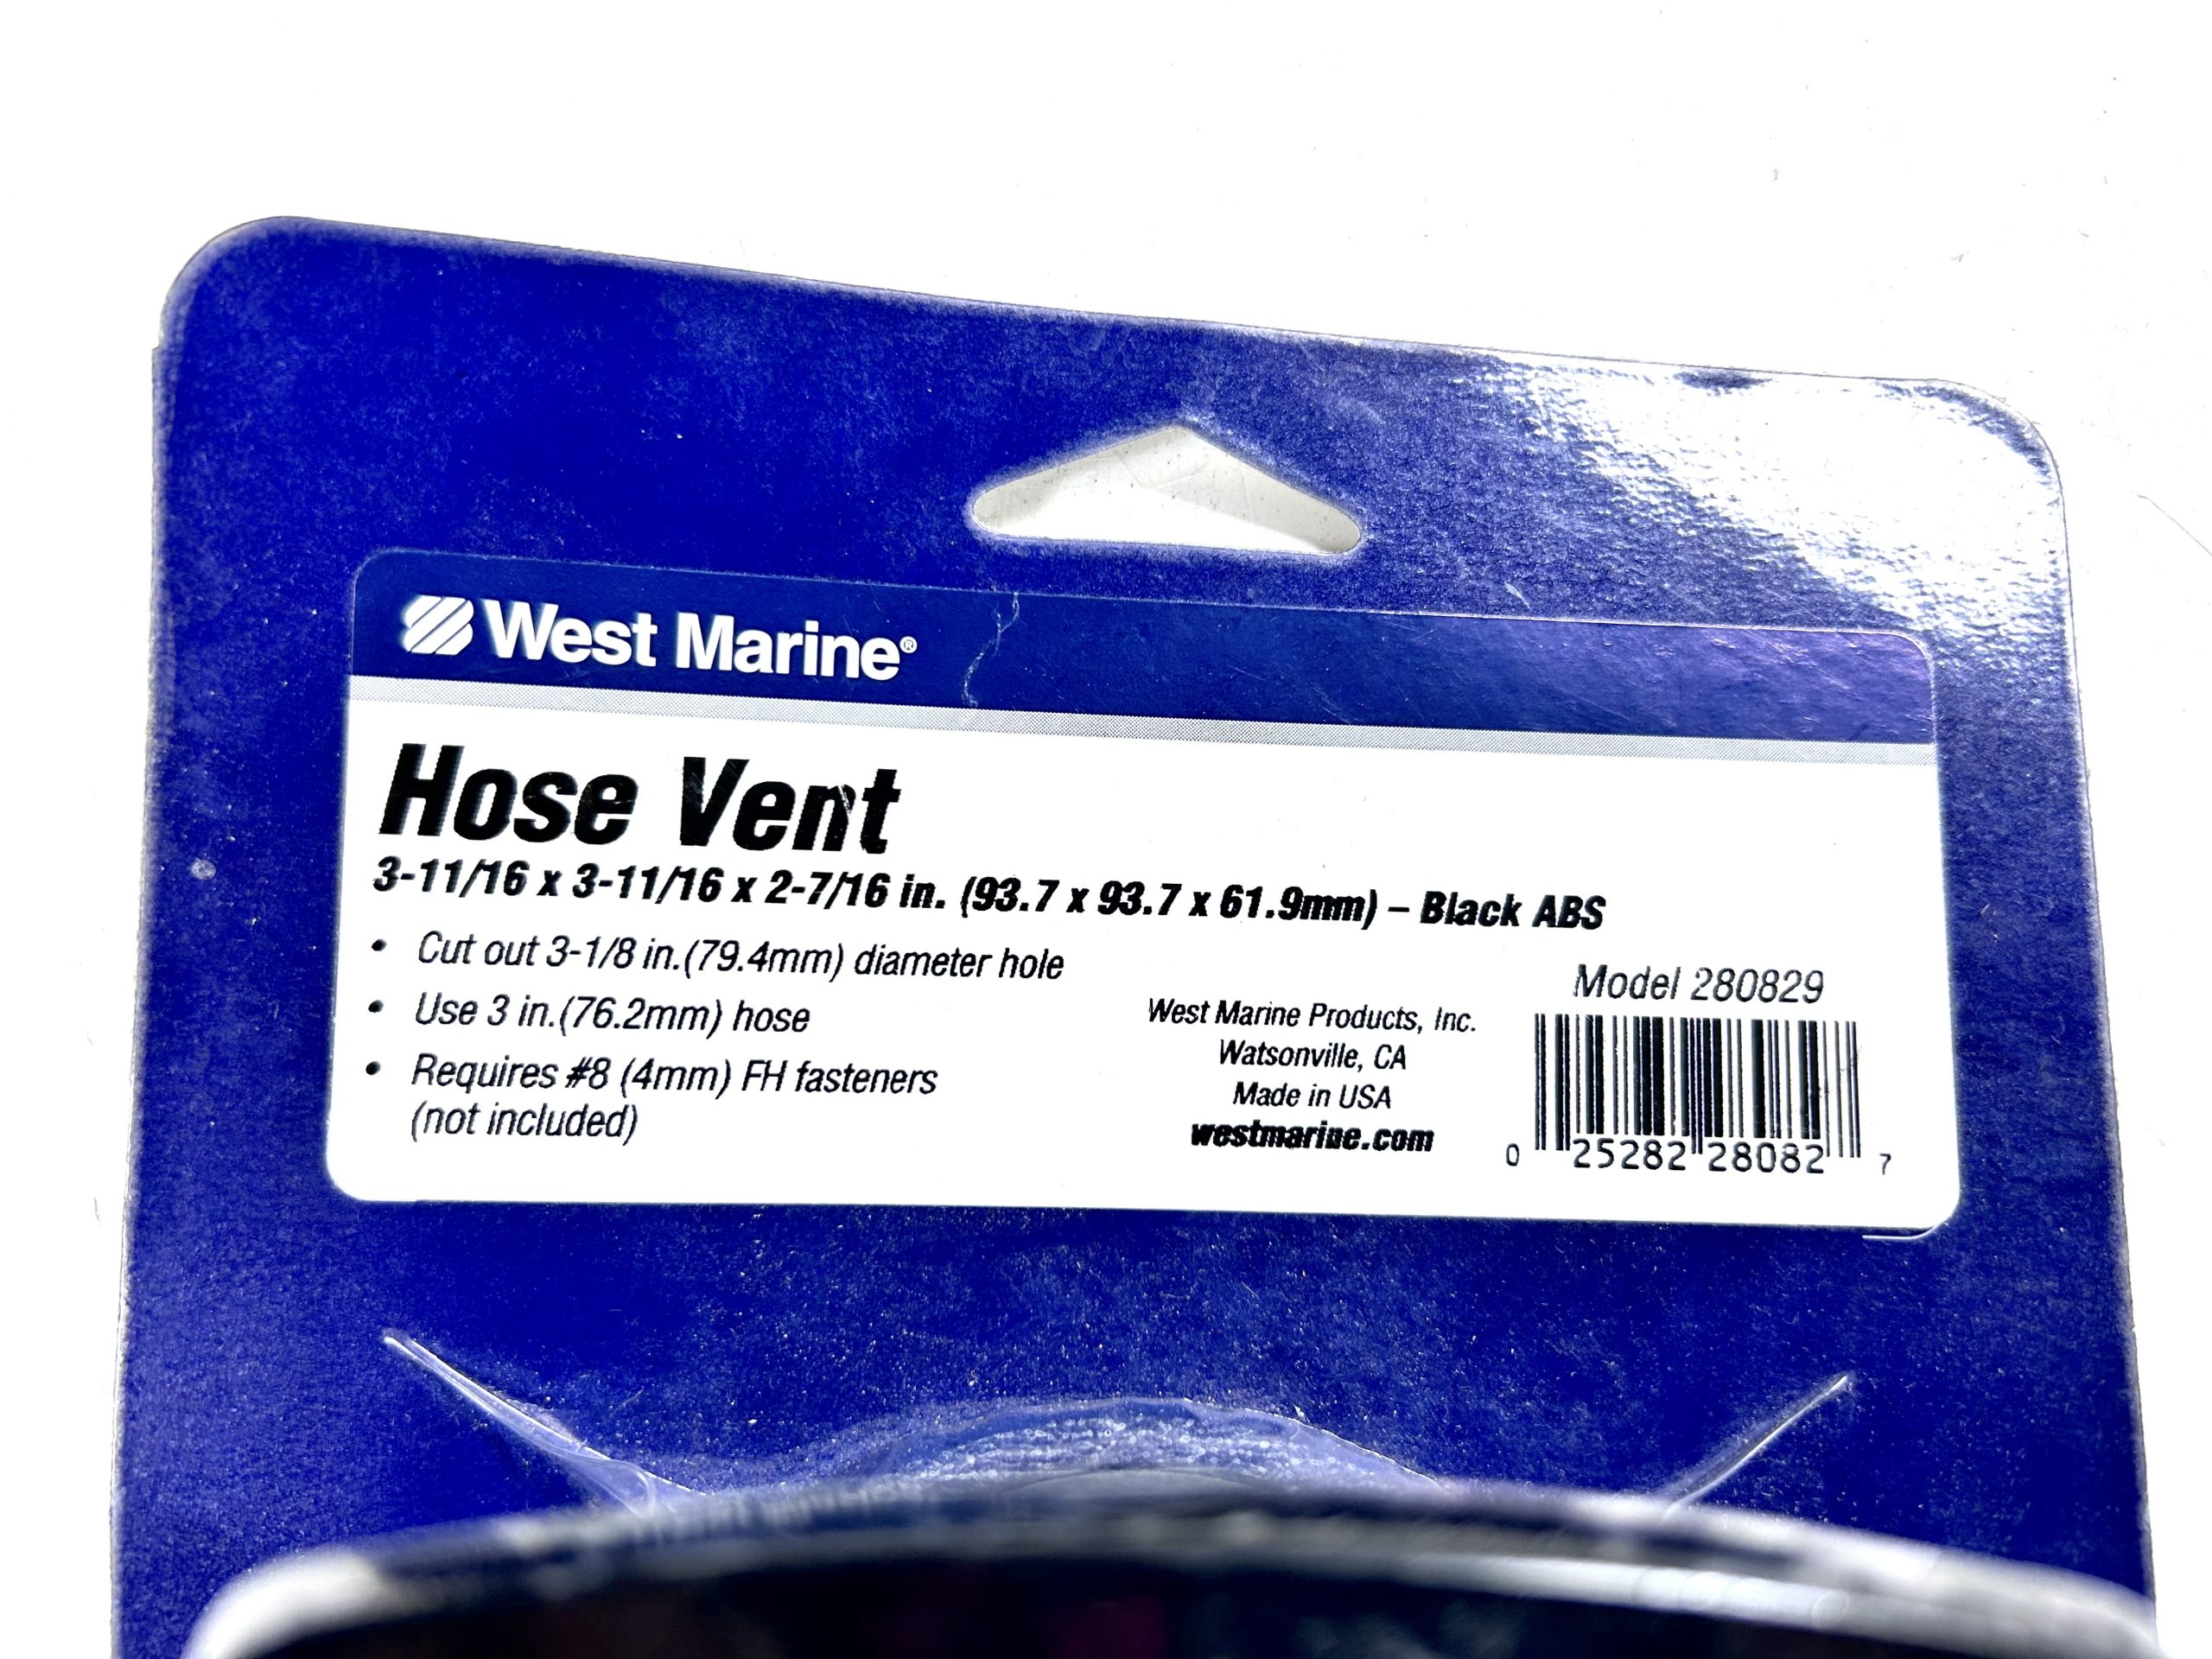 West Marine®
Hose Vent
3-11/16 x 3-11/16 x 2-7/16 in. (93.7 x 93.7 x 61.9mm) – Black ABS
• Cut out 3-1/8 in.(79.4mm) diameter hole
• Use 3 in.(76.2mm) hose
• Requires #8 (4mm) FH fasteners
(not included)
West Marine Products, Inc.
Watsonville, CA
Made in USA
westmarine.com
Model 280829
0 25282 28082 7